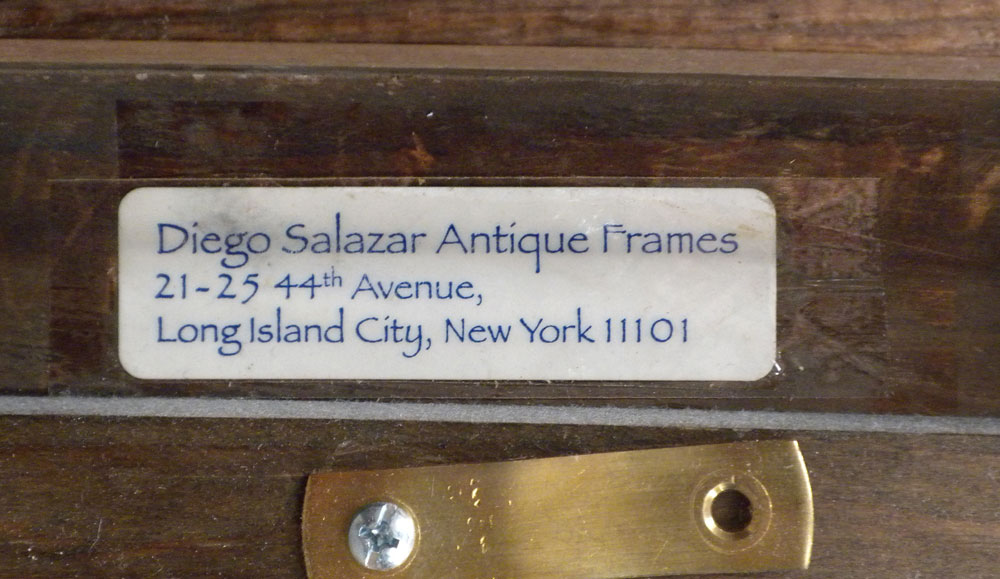 Diego Salazar Antique Frames
21-25 44th Avenue,
Long Island City, New York 11101